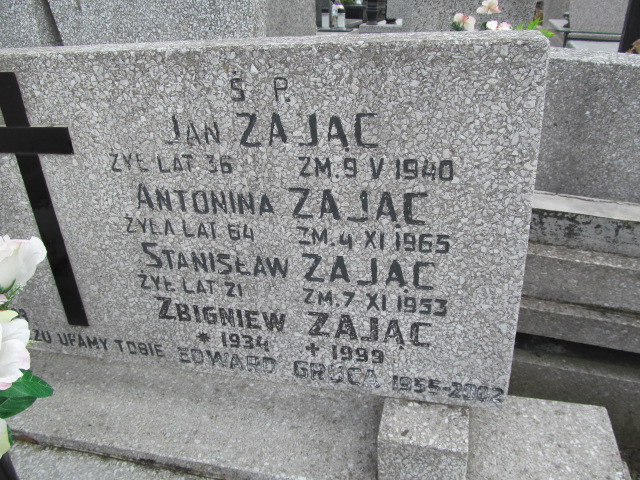 Ś P.
JAN ZAJĄC
ŻYŁ LAT 36 ZM. 9 V 1940
ANTONINA ZAJĄC
ŻYŁA LAT 64 ZM. 4 XI 1965
STANISŁAW ZAJĄC
ŻYŁ LAT 21 ZM. 7 XI 1953
ZBIGNIEW ZAJĄC
* 1934 + 1999
UFAMY TOBIE EDWARD GRUCA 1955-2002